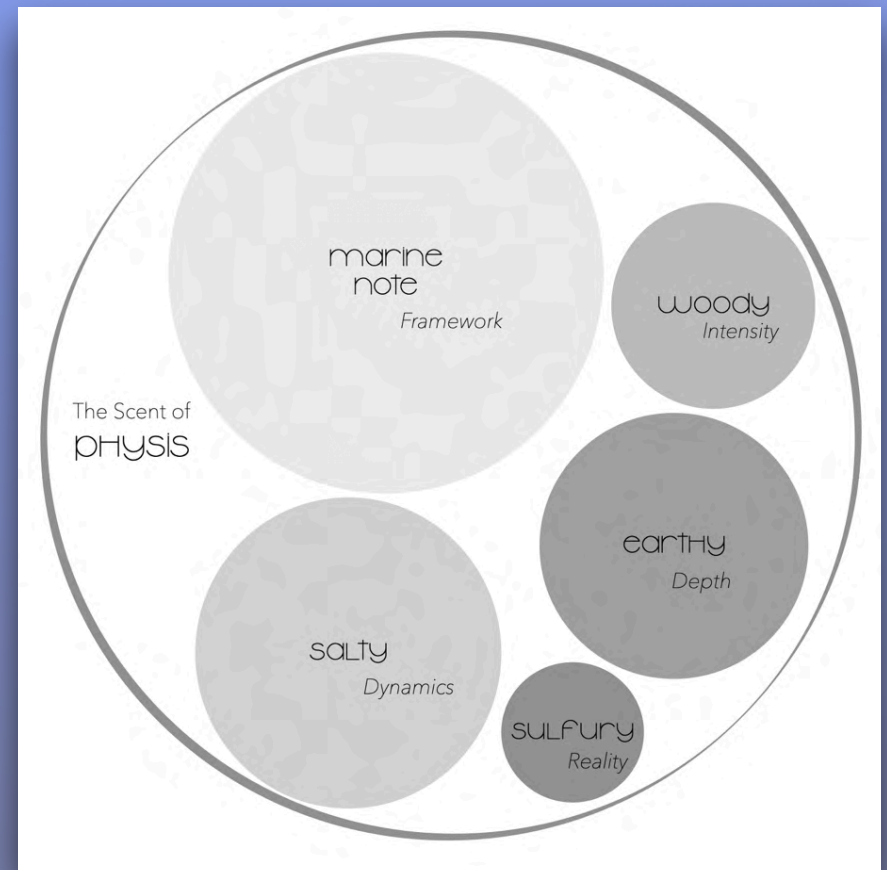 marine
note
Framework
woody
Intensity
The Scent of
pHysis
earTHy
Depth
saLTy
Dynamics
suLFury
Reality